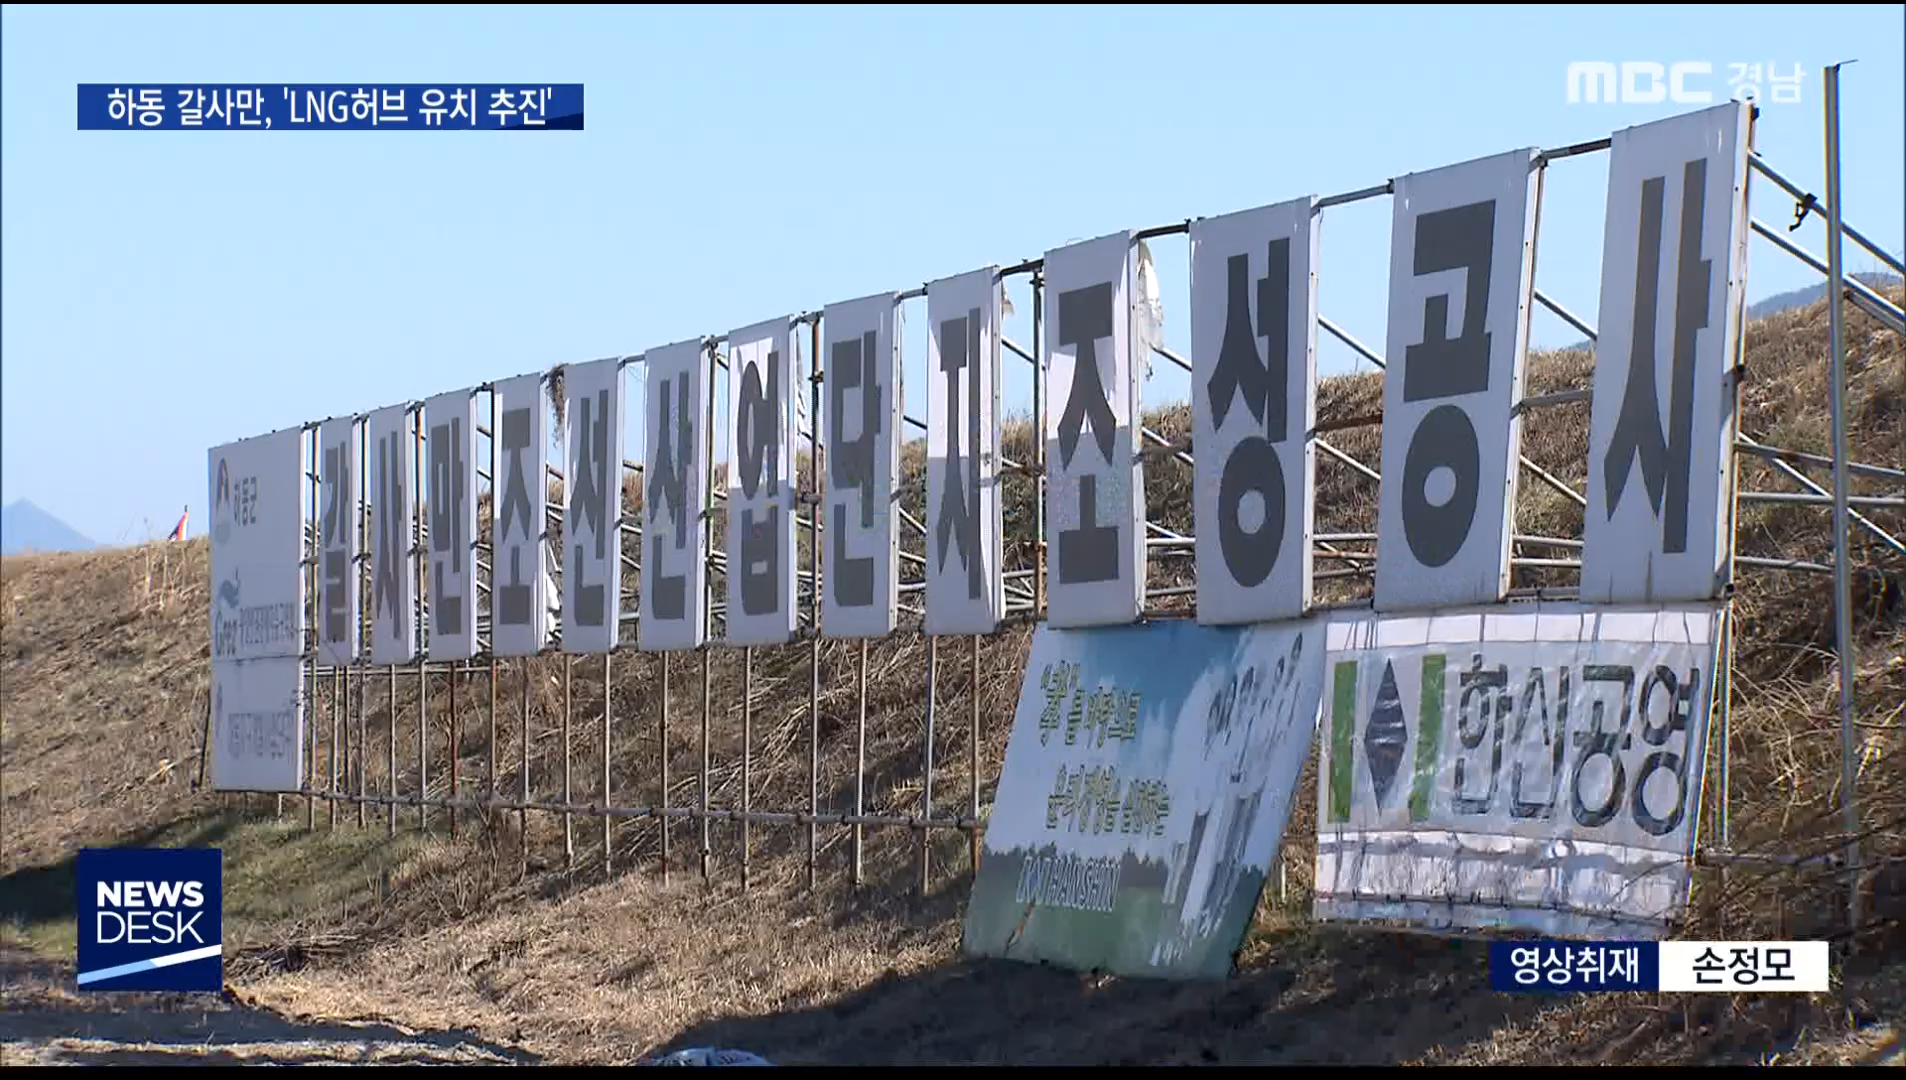 MBC 경남
하동 갈사만, 'LNG허브 유치 추진'
하동군
갈사만조선산업단지조성공사
한신공영
HANSHIN
NEWS
DESK
영상취재 손정모